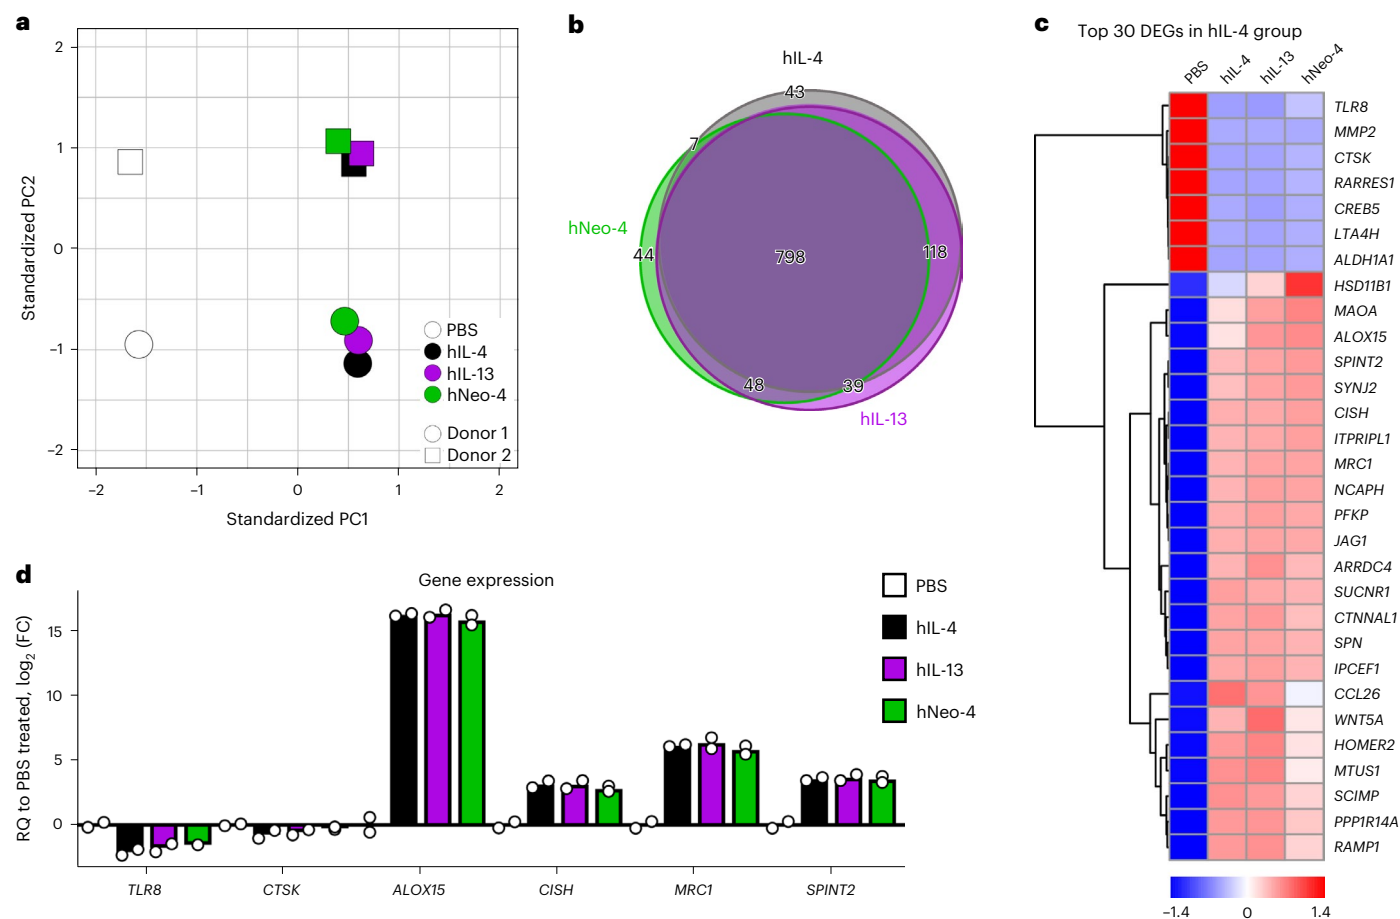 a
2
1
0
−1
−2
Standardized PC2
−2
−1
0
1
2
Standardized PC1
PBS
hIL-4
hIL-13
hNeo-4
Donor 1
Donor 2
b
hIL-4
43
7
hNeo-4
44
798
118
48
39
hIL-13
c
Top 30 DEGs in hIL-4 group
PBS
hIL-4
hIL-13
hNeo-4
TLR8
MMP2
CTSK
RARRES1
CREB5
LTA4H
ALDH1A1
HSD11B1
MAOA
ALOX15
SPINT2
SYNJ2
CISH
ITPRIPL1
MRC1
NCAPH
PFKP
JAG1
ARRDC4
SUCNR1
CTNNAL1
SPN
IPCEF1
CCL26
WNT5A
HOMER2
MTUS1
SCIMP
PPP1R14A
RAMP1
−1.4
0
1.4
d
Gene expression
15
10
5
0
RQ to PBS treated, log2 (FC)
TLR8
CTSK
ALOX15
CISH
MRC1
SPINT2
PBS
hIL-4
hIL-13
hNeo-4